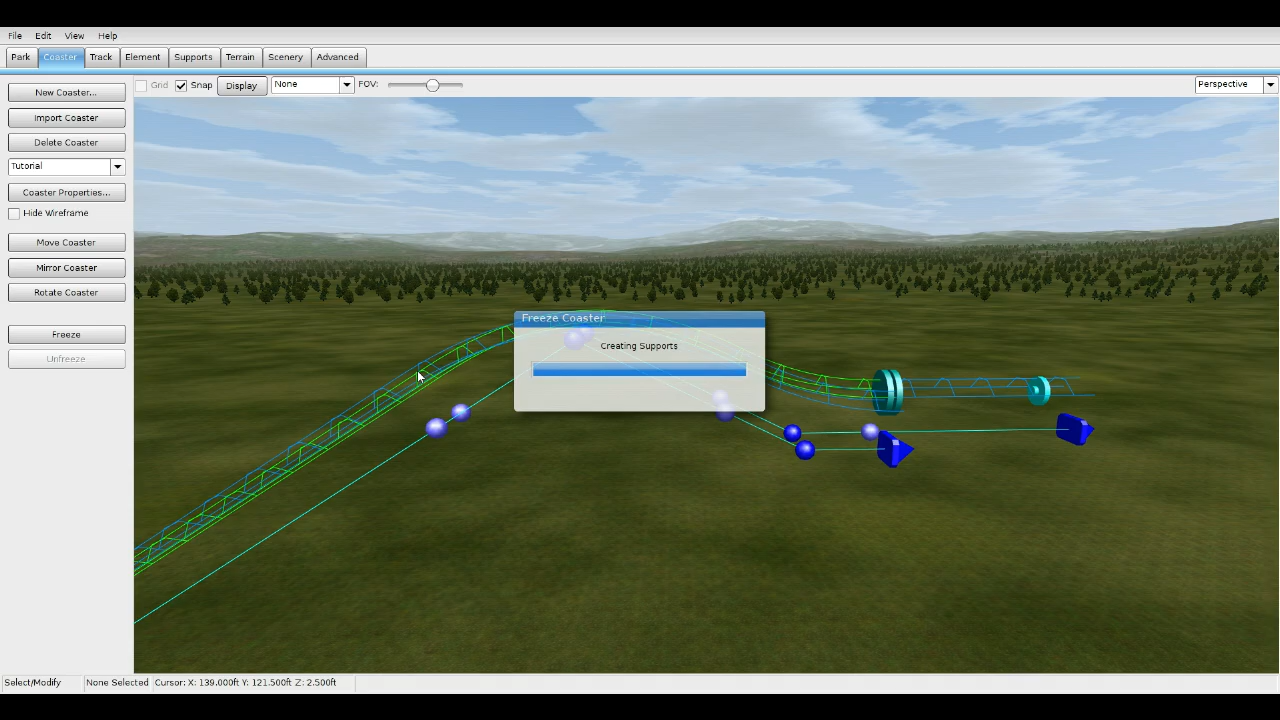 File Edit View Help
Park Coaster Track Element Supports Terrain Scenery Advanced
New Coaster... Grid Snap Display None FOV: Perspective
Import Coaster
Delete Coaster
Tutorial
Coaster Properties...
Hide Wireframe
Move Coaster
Mirror Coaster
Rotate Coaster
Freeze
Unfreeze
Freeze Coaster
Creating Supports
Select/Modify None Selected Cursor: X: 139.000ft Y: 121.500ft Z: 2.500ft